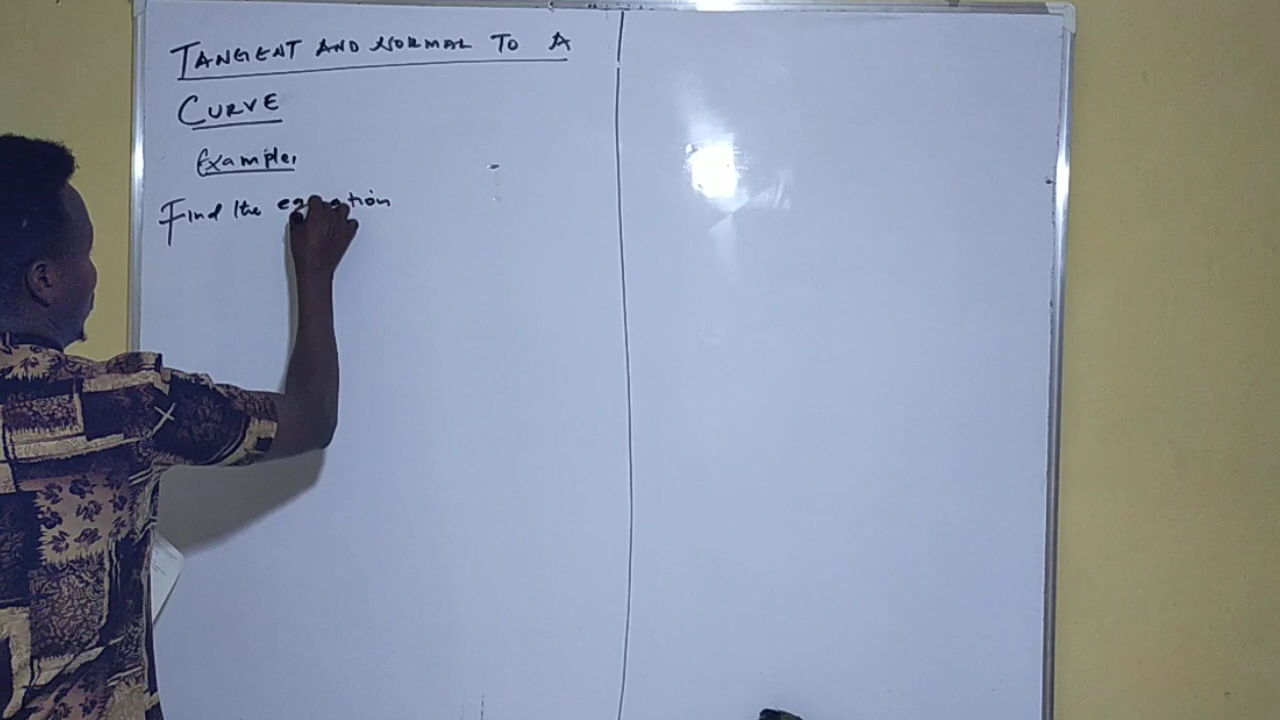 TANGENT AND NORMAL TO A
CURVE
Example,
Find the equation